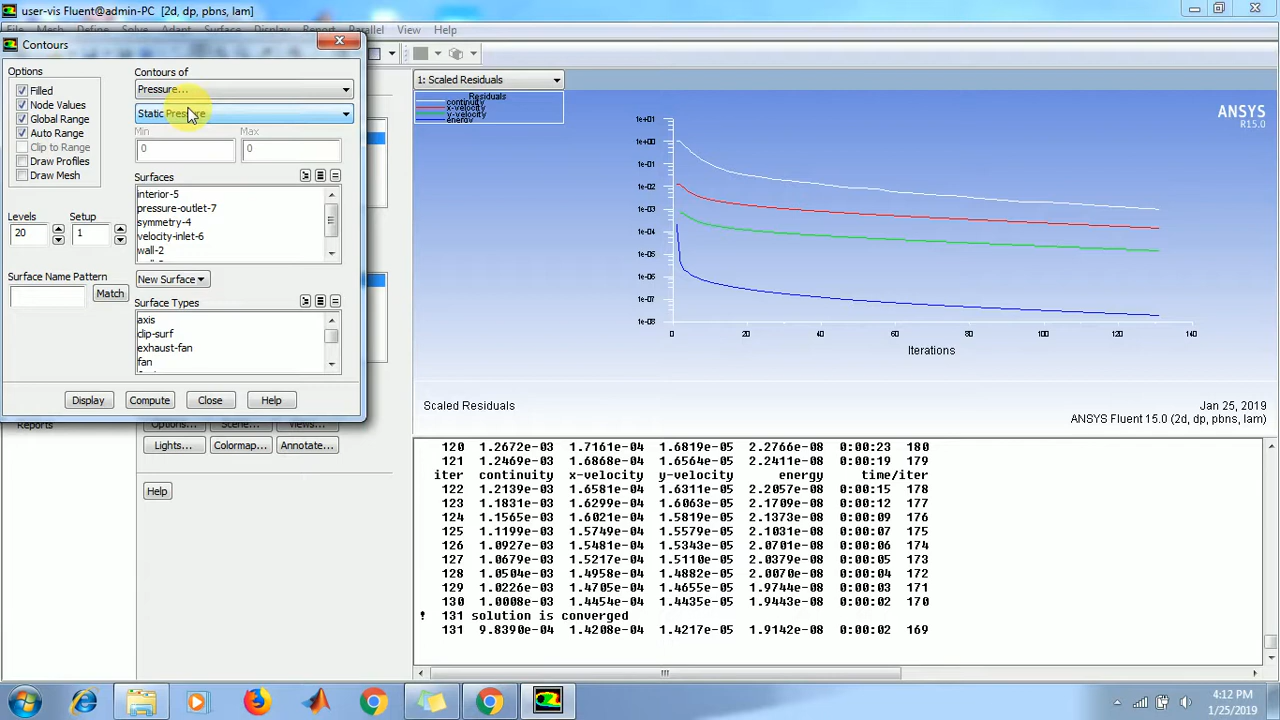 user-vis Fluent@admin-PC [2d, dp, pbns, lam]
File Mesh Define Solve Adapt Surface Display Report Parallel View Help
Contours
Options
Filled
Node Values
Global Range
Auto Range
Clip to Range
Draw Profiles
Draw Mesh
Levels Setup
20 1
Surface Name Pattern
Match
Contours of
Pressure...
Static Pressure
Min Max
0 0
Surfaces
interior-5
pressure-outlet-7
symmetry-4
velocity-inlet-6
wall-2
New Surface
Surface Types
axis
clip-surf
exhaust-fan
fan
Display Compute Close Help
Reports
Options... Scene... Views...
Lights... Colormap... Annotate...
Help
1: Scaled Residuals
Residuals
continuity
x-velocity
y-velocity
energy
ANSYS
R15.0
1e+01
1e+00
1e-01
1e-02
1e-03
1e-04
1e-05
1e-06
1e-07
1e-08
0 20 40 60 80 100 120 140
Iterations
Scaled Residuals
Jan 25, 2019
ANSYS Fluent 15.0 (2d, dp, pbns, lam)
120 1.2672e-03 1.7161e-04 1.6819e-05 2.2766e-08 0:00:23 180
121 1.2469e-03 1.6868e-04 1.6564e-05 2.2411e-08 0:00:19 179
iter continuity x-velocity y-velocity energy time/iter
122 1.2139e-03 1.6581e-04 1.6311e-05 2.2057e-08 0:00:15 178
123 1.1831e-03 1.6299e-04 1.6063e-05 2.1709e-08 0:00:12 177
124 1.1565e-03 1.6021e-04 1.5819e-05 2.1373e-08 0:00:09 176
125 1.1199e-03 1.5749e-04 1.5579e-05 2.1031e-08 0:00:07 175
126 1.0927e-03 1.5481e-04 1.5343e-05 2.0701e-08 0:00:06 174
127 1.0679e-03 1.5217e-04 1.5110e-05 2.0379e-08 0:00:05 173
128 1.0504e-03 1.4958e-04 1.4882e-05 2.0070e-08 0:00:04 172
129 1.0226e-03 1.4705e-04 1.4655e-05 1.9744e-08 0:00:03 171
130 1.0008e-03 1.4454e-04 1.4435e-05 1.9443e-08 0:00:02 170
! 131 solution is converged
131 9.8390e-04 1.4208e-04 1.4217e-05 1.9142e-08 0:00:02 169
4:12 PM
1/25/2019